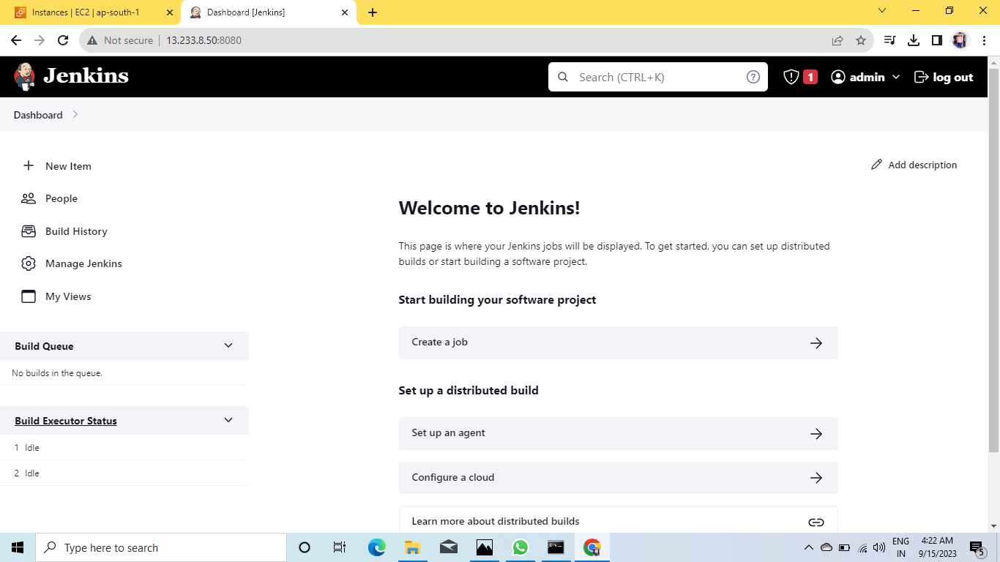 Instances | EC2 | ap-south-1
Dashboard [Jenkins]
Not secure
13.233.8.50:8080
Jenkins
Search (CTRL+K)
1
admin
log out
Dashboard
New Item
People
Build History
Manage Jenkins
My Views
Build Queue
No builds in the queue.
Build Executor Status
1 Idle
2 Idle
Add description
Welcome to Jenkins!
This page is where your Jenkins jobs will be displayed. To get started, you can set up distributed
builds or start building a software project.
Start building your software project
Create a job
Set up a distributed build
Set up an agent
Configure a cloud
Learn more about distributed builds
Type here to search
ENG
IN
4:22 AM
9/15/2023
5